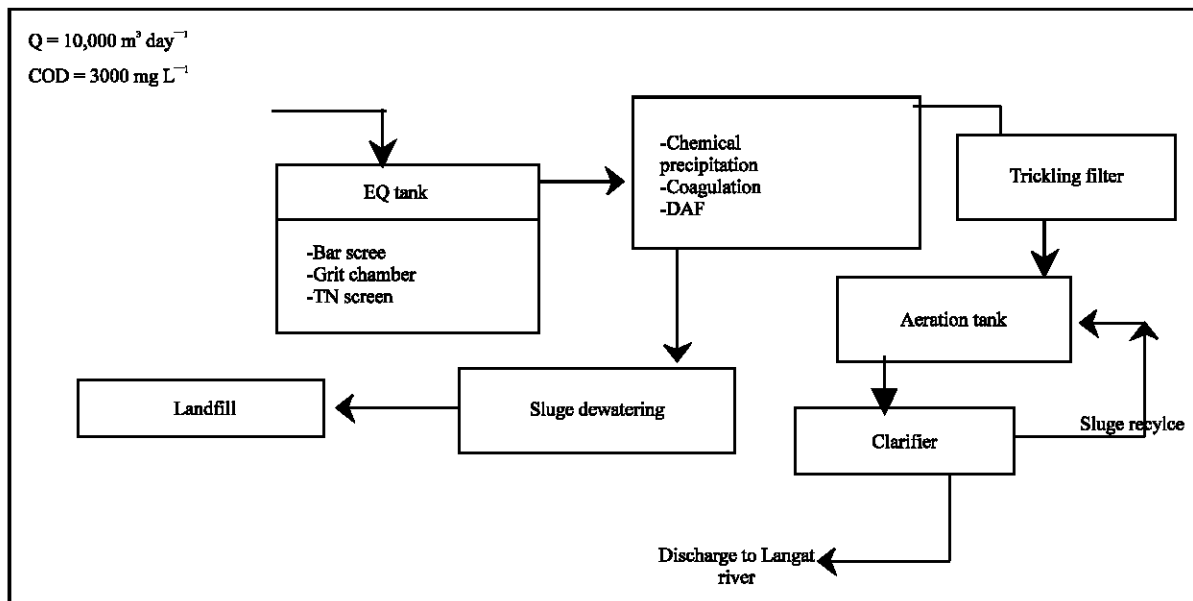 Q = 10,000 m³ day⁻¹
COD = 3000 mg L⁻¹
EQ tank
-Bar scree
-Grit chamber
-TN screen
-Chemical
precipitation
-Coagulation
-DAF
Trickling filter
Aeration tank
Landfill
Sluge dewatering
Clarifier
Sluge recylce
Discharge to Langat
river